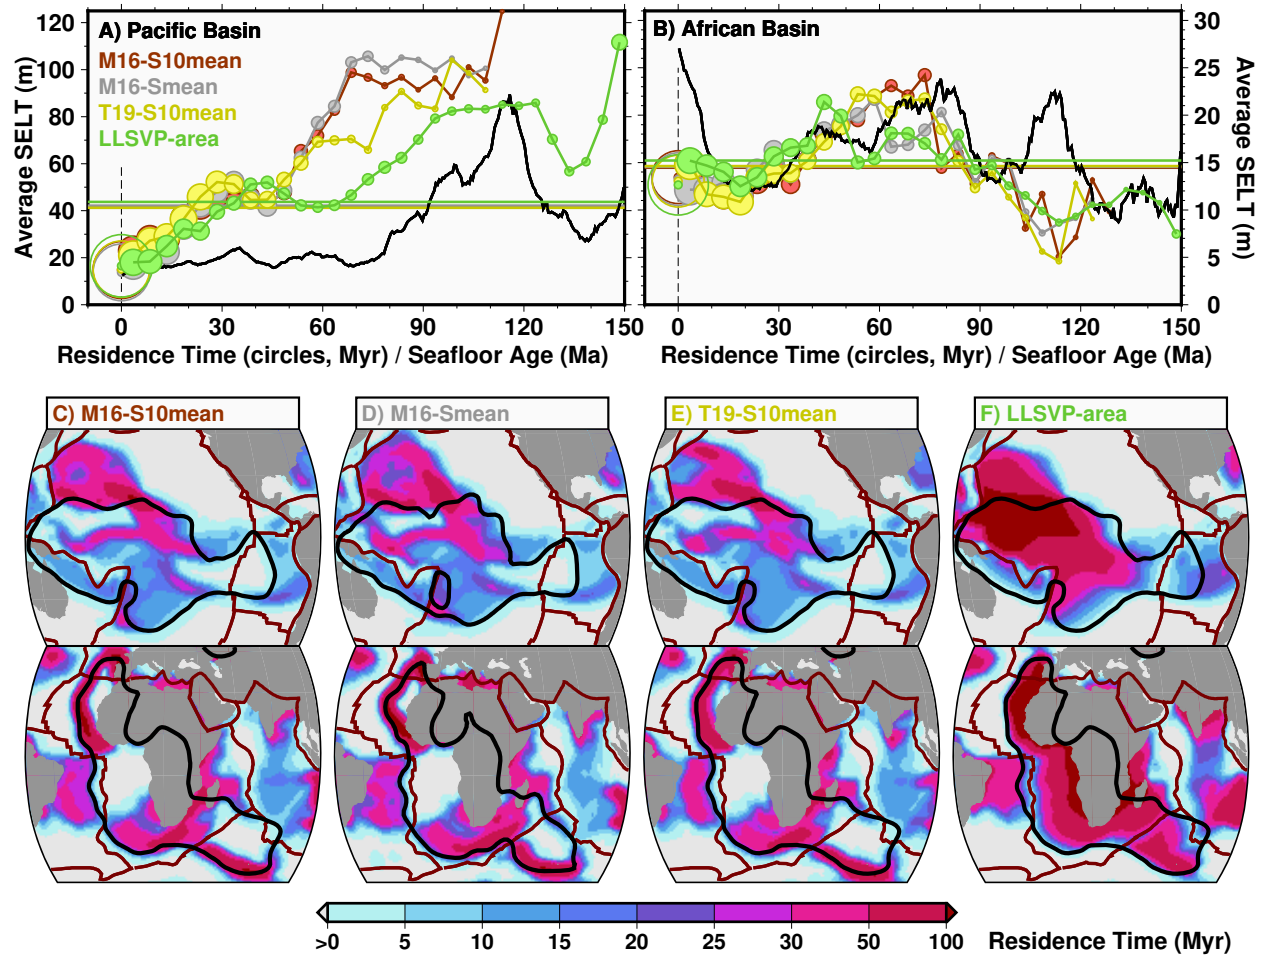 A) Pacific Basin
M16-S10mean
M16-Smean
T19-S10mean
LLSVP-area
Average SELT (m)
0
20
40
60
80
100
120
0
30
60
90
120
150
Residence Time (circles, Myr) / Seafloor Age (Ma)
B) African Basin
Average SELT (m)
0
5
10
15
20
25
30
0
30
60
90
120
150
Residence Time (circles, Myr) / Seafloor Age (Ma)
C) M16-S10mean
D) M16-Smean
E) T19-S10mean
F) LLSVP-area
>0
5
10
15
20
25
30
50
100
Residence Time (Myr)